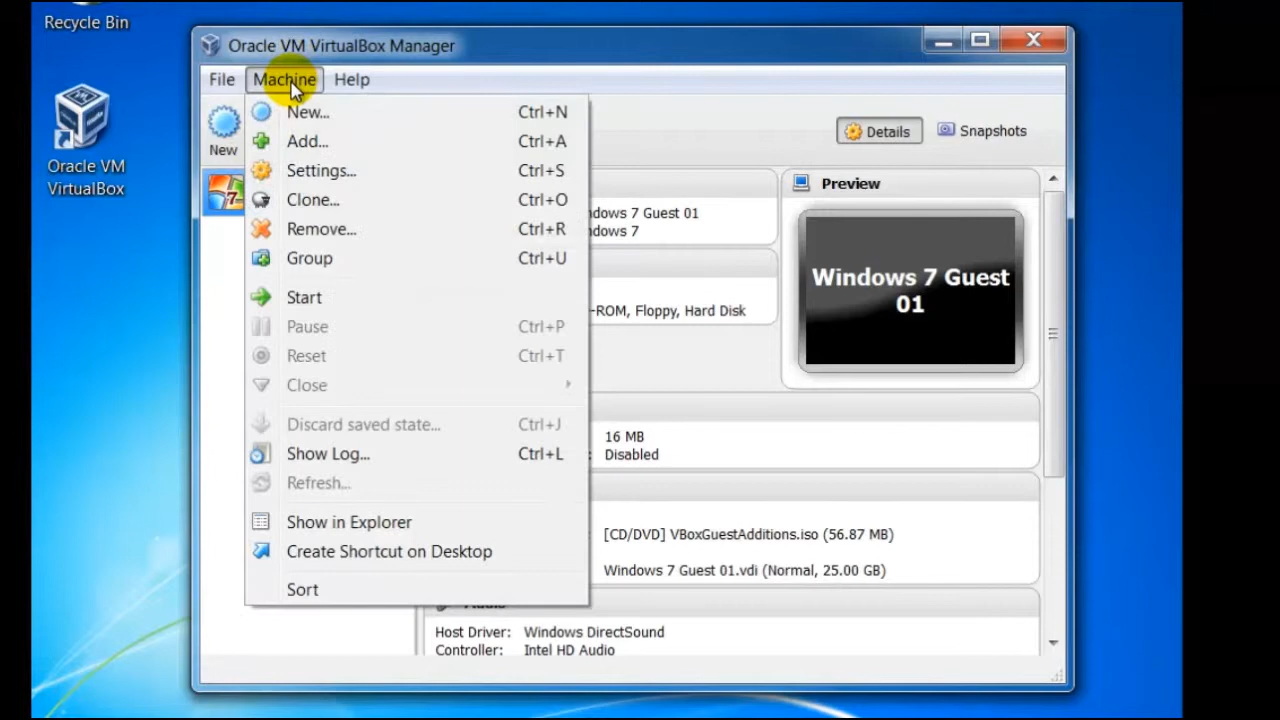 Recycle Bin
Oracle VM
VirtualBox
Oracle VM VirtualBox Manager
File Machine Help
New
Details
Snapshots
New... Ctrl+N
Add... Ctrl+A
Settings... Ctrl+S
Clone... Ctrl+O
Remove... Ctrl+R
Group Ctrl+U
Start
Pause Ctrl+P
Reset Ctrl+T
Close
Discard saved state... Ctrl+J
Show Log... Ctrl+L
Refresh...
Show in Explorer
Create Shortcut on Desktop
Sort
7
ndows 7 Guest 01
ndows 7
-ROM, Floppy, Hard Disk
Preview
Windows 7 Guest
01
16 MB
: Disabled
[CD/DVD] VBoxGuestAdditions.iso (56.87 MB)
Windows 7 Guest 01.vdi (Normal, 25.00 GB)
Host Driver: Windows DirectSound
Controller: Intel HD Audio